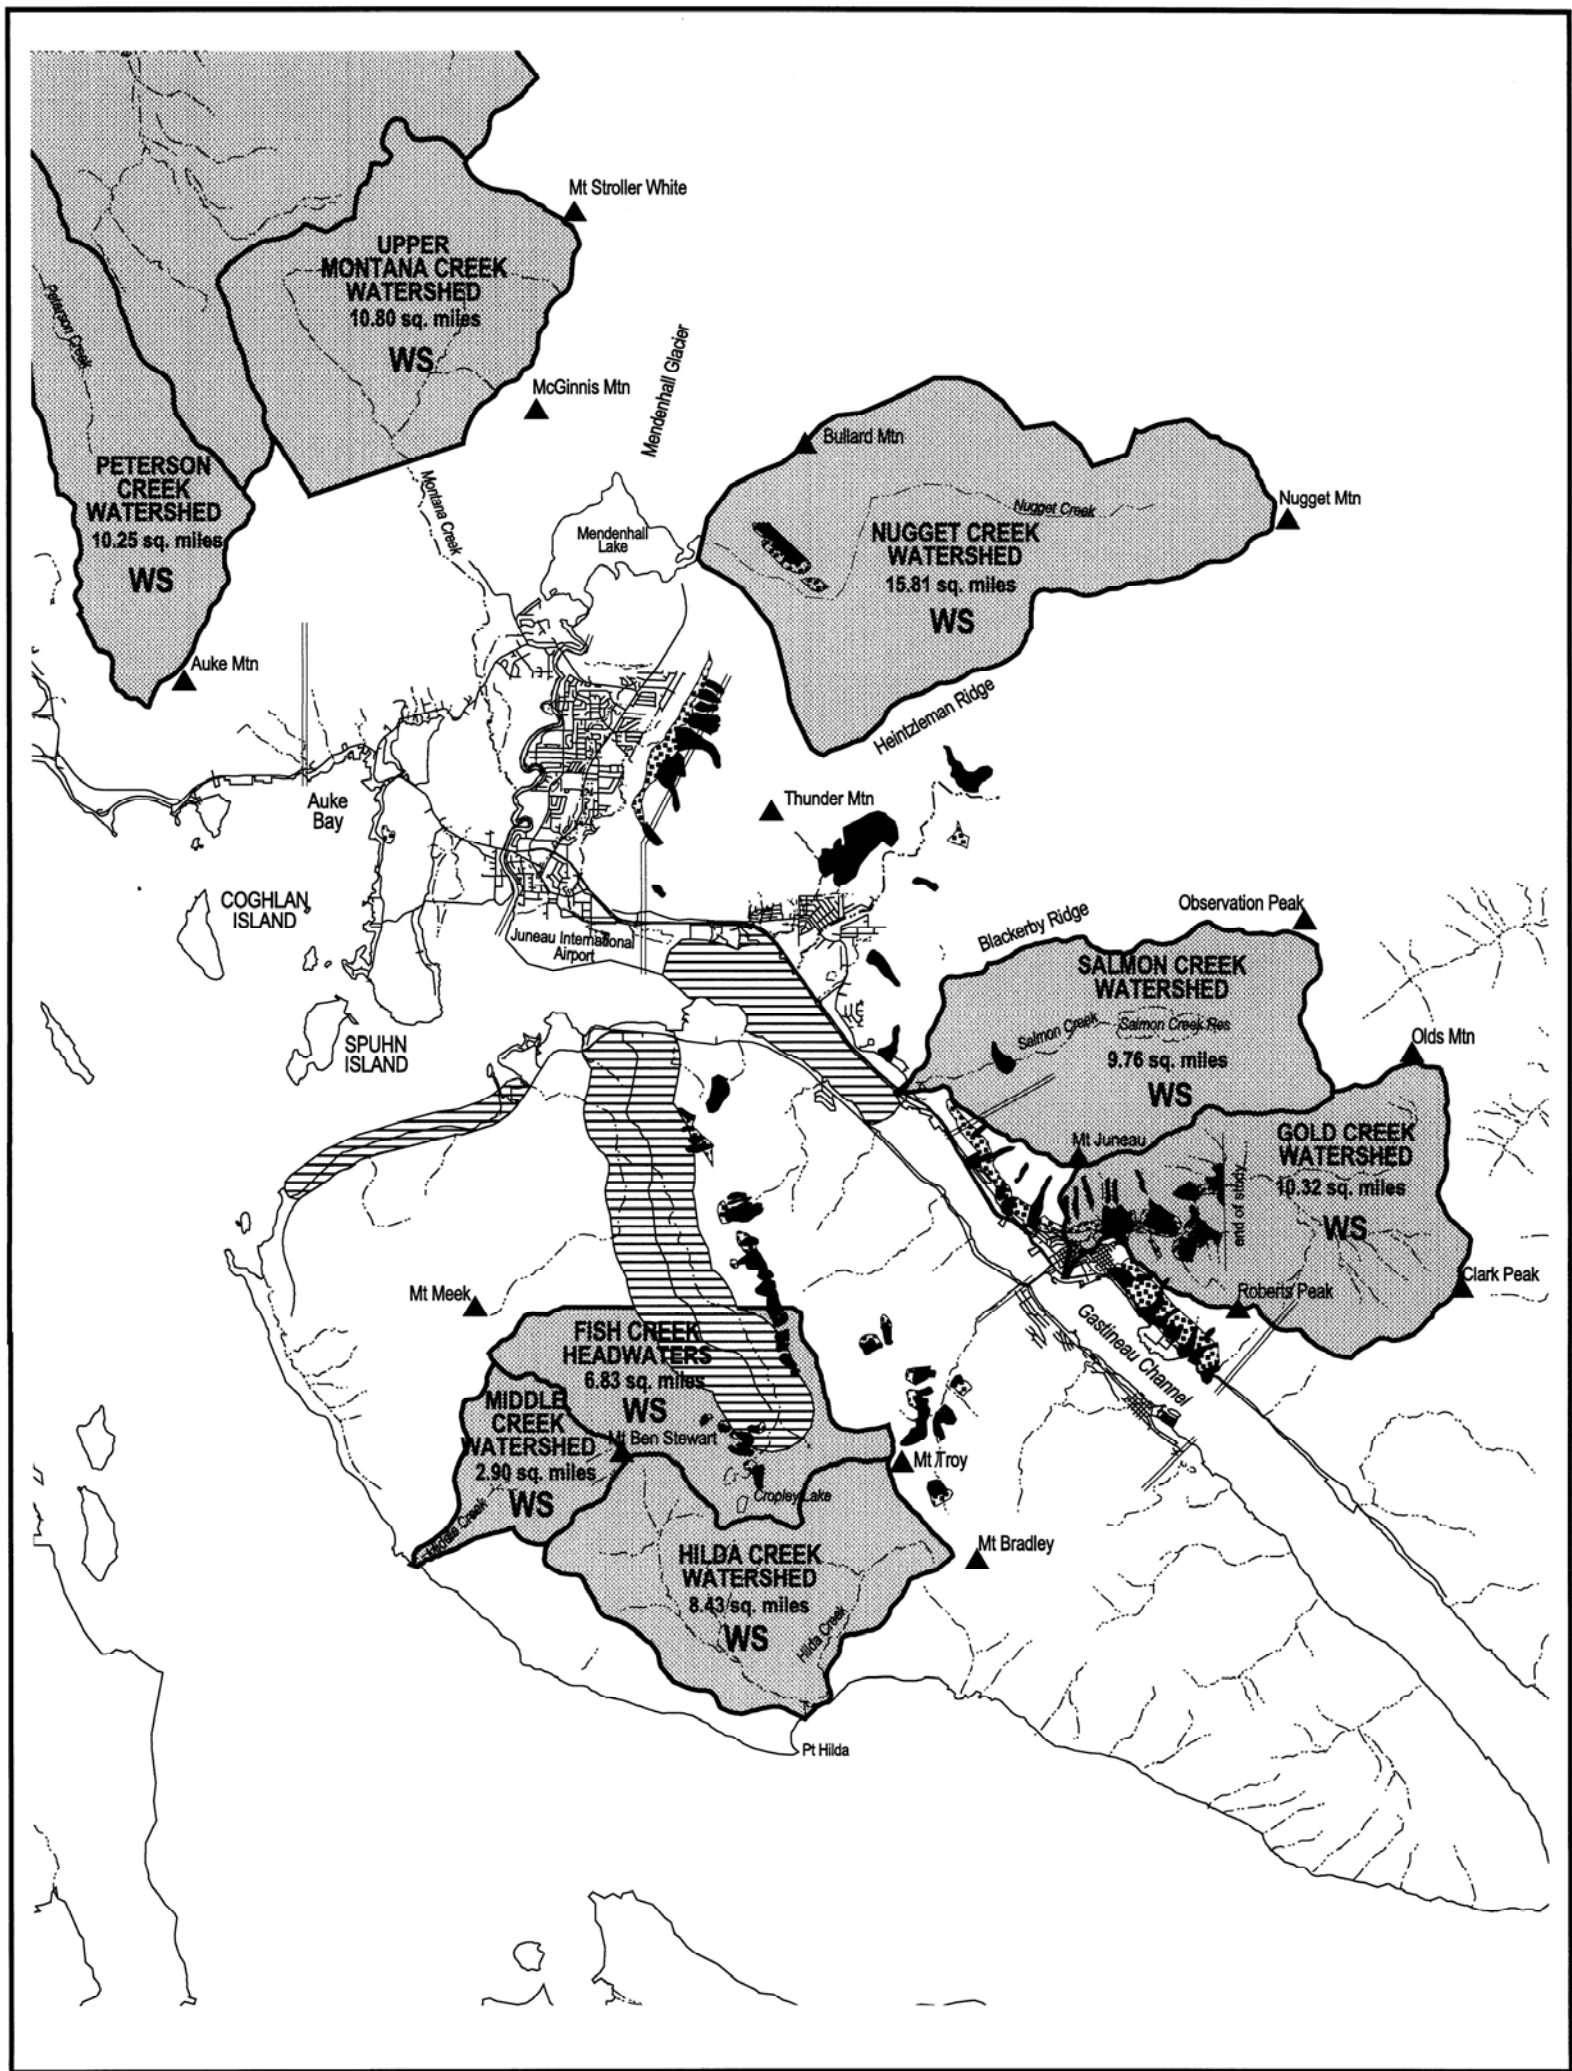 Mt Stroller White
UPPER
MONTANA CREEK
WATERSHED
10.80 sq. miles
WS
Peterson Creek
McGinnis Mtn
Mendenhall Glacier
Bullard Mtn
PETERSON
CREEK
WATERSHED
10.25 sq. miles
WS
Montana Creek
Nugget Mtn
Nugget Creek
Mendenhall
Lake
NUGGET CREEK
WATERSHED
15.81 sq. miles
WS
Auke Mtn
Heintzleman Ridge
Auke
Bay
Thunder Mtn
COGHLAN
ISLAND
Juneau International
Airport
Blackerby Ridge
Observation Peak
SALMON CREEK
WATERSHED
Salmon Creek
Salmon Creek Res
9.76 sq. miles
WS
SPUHN
ISLAND
Olds Mtn
Mt Juneau
GOLD CREEK
WATERSHED
10.32 sq. miles
WS
end of study
Mt Meek
Clark Peak
Roberts Peak
Gastineau Channel
FISH CREEK
HEADWATERS
6.83 sq. miles
WS
MIDDLE
CREEK
WATERSHED
2.90 sq. miles
WS
Mt Ben Stewart
Mt Troy
Cropley Lake
Middle Creek
Mt Bradley
HILDA CREEK
WATERSHED
8.43 sq. miles
WS
Hilda Creek
Pt Hilda